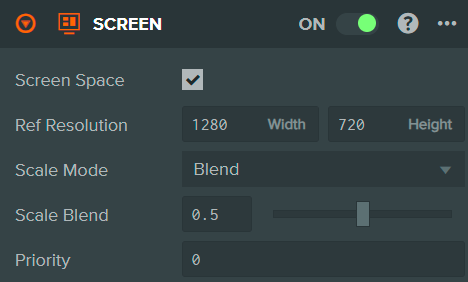 SCREEN ON ? ...
Screen Space
Ref Resolution 1280 Width 720 Height
Scale Mode Blend
Scale Blend 0.5
Priority 0